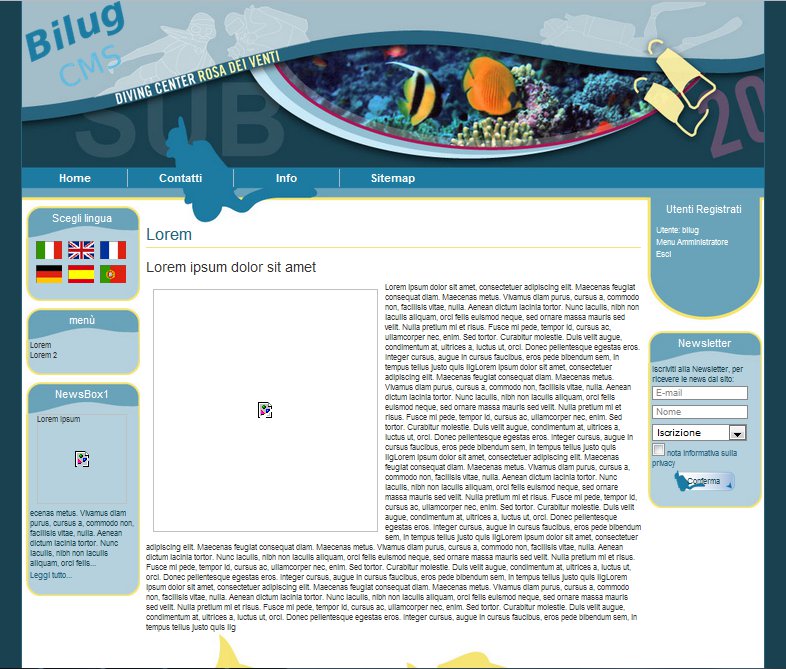 Bilug
CMS
DIVING CENTER ROSA DEI VENTI
SUB
20
Home
Contatti
Info
Sitemap
Scegli lingua
menù
Lorem
Lorem 2
NewsBox1
Lorem ipsum
ecenas metus. Vivamus diam
purus, cursus a, commodo non,
facilisis vitae, nulla. Aenean
dictum lacinia tortor. Nunc
iaculis, nibh non iaculis aliquam,
orci felis...
Leggi tutto...
Lorem
Lorem ipsum dolor sit amet
Lorem ipsum dolor sit amet, consectetuer adipiscing elit. Maecenas feugiat
consequat diam. Maecenas metus. Vivamus diam purus, cursus a, commodo
non, facilisis vitae, nulla. Aenean dictum lacinia tortor. Nunc iaculis, nibh non
iaculis aliquam, orci felis euismod neque, sed ornare massa mauris sed
velit. Nulla pretium mi et risus. Fusce mi pede, tempor id, cursus ac,
ullamcorper nec, enim. Sed tortor. Curabitur molestie. Duis velit augue,
condimentum at, ultrices a, luctus ut, orci. Donec pellentesque egestas eros.
Integer cursus, augue in cursus faucibus, eros pede bibendum sem, in
tempus tellus justo quis ligLorem ipsum dolor sit amet, consectetuer
adipiscing elit. Maecenas feugiat consequat diam. Maecenas metus.
Vivamus diam purus, cursus a, commodo non, facilisis vitae, nulla. Aenean
dictum lacinia tortor. Nunc iaculis, nibh non iaculis aliquam, orci felis
euismod neque, sed ornare massa mauris sed velit. Nulla pretium mi et
risus. Fusce mi pede, tempor id, cursus ac, ullamcorper nec, enim. Sed
tortor. Curabitur molestie. Duis velit augue, condimentum at, ultrices a,
luctus ut, orci. Donec pellentesque egestas eros. Integer cursus, augue in
cursus faucibus, eros pede bibendum sem, in tempus tellus justo quis
ligLorem ipsum dolor sit amet, consectetuer adipiscing elit. Maecenas
feugiat consequat diam. Maecenas metus. Vivamus diam purus, cursus a,
commodo non, facilisis vitae, nulla. Aenean dictum lacinia tortor. Nunc
iaculis, nibh non iaculis aliquam, orci felis euismod neque, sed ornare
massa mauris sed velit. Nulla pretium mi et risus. Fusce mi pede, tempor id,
cursus ac, ullamcorper nec, enim. Sed tortor. Curabitur molestie. Duis velit
augue, condimentum at, ultrices a, luctus ut, orci. Donec pellentesque
egestas eros. Integer cursus, augue in cursus faucibus, eros pede bibendum
sem, in tempus tellus justo quis ligLorem ipsum dolor sit amet, consectetuer
adipiscing elit. Maecenas feugiat consequat diam. Maecenas metus. Vivamus diam purus, cursus a, commodo non, facilisis vitae, nulla. Aenean
dictum lacinia tortor. Nunc iaculis, nibh non iaculis aliquam, orci felis euismod neque, sed ornare massa mauris sed velit. Nulla pretium mi et risus.
Fusce mi pede, tempor id, cursus ac, ullamcorper nec, enim. Sed tortor. Curabitur molestie. Duis velit augue, condimentum at, ultrices a, luctus ut,
orci. Donec pellentesque egestas eros. Integer cursus, augue in cursus faucibus, eros pede bibendum sem, in tempus tellus justo quis ligLorem
ipsum dolor sit amet, consectetuer adipiscing elit. Maecenas feugiat consequat diam. Maecenas metus. Vivamus diam purus, cursus a, commodo
non, facilisis vitae, nulla. Aenean dictum lacinia tortor. Nunc iaculis, nibh non iaculis aliquam, orci felis euismod neque, sed ornare massa mauris
sed velit. Nulla pretium mi et risus. Fusce mi pede, tempor id, cursus ac, ullamcorper nec, enim. Sed tortor. Curabitur molestie. Duis velit augue,
condimentum at, ultrices a, luctus ut, orci. Donec pellentesque egestas eros. Integer cursus, augue in cursus faucibus, eros pede bibendum sem, in
tempus tellus justo quis lig
Utenti Registrati
Utente: bilug
Menu Amministratore
Esci
Newsletter
Iscriviti alla Newsletter, per
ricevere le news dal sito:
E-mail
Nome
Iscrizione
nota informativa sulla
privacy
Conferma